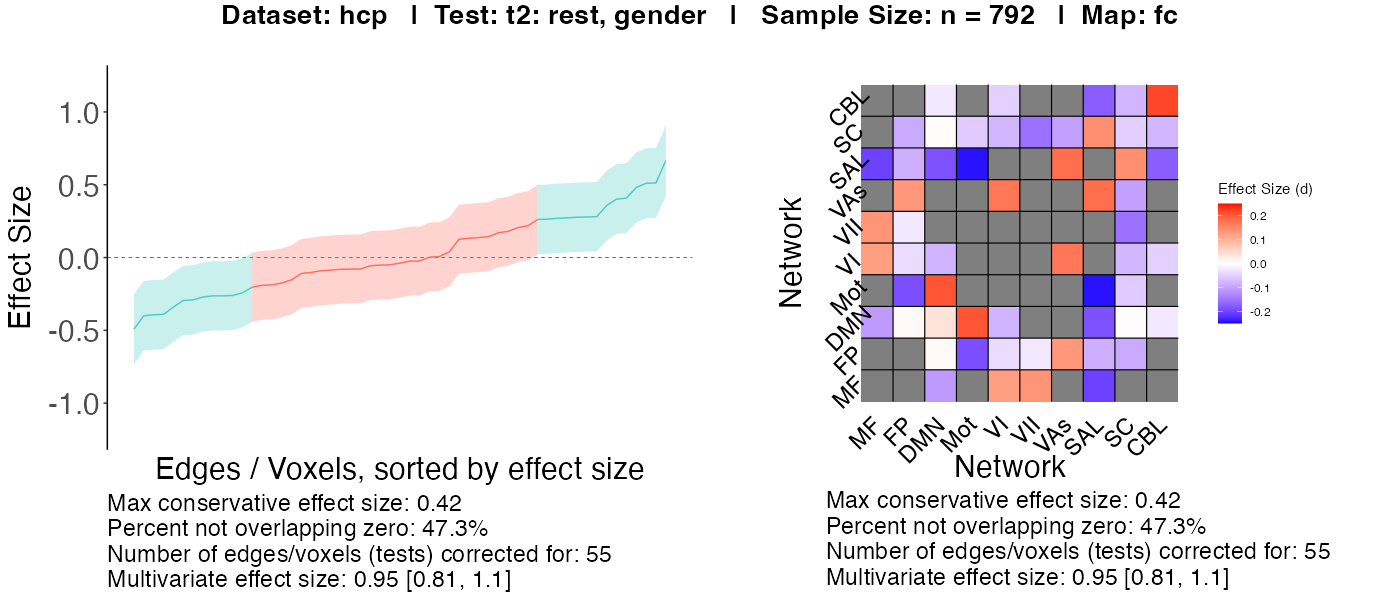 Dataset: hcp | Test: t2: rest, gender | Sample Size: n = 792 | Map: fc
Effect Size
1.0
0.5
0.0
-0.5
-1.0
Edges / Voxels, sorted by effect size
Max conservative effect size: 0.42
Percent not overlapping zero: 47.3%
Number of edges/voxels (tests) corrected for: 55
Multivariate effect size: 0.95 [0.81, 1.1]
Network
CBL
SC
SAL
VAs
VII
VI
Mot
DMN
FP
MF
MF
FP
DMN
Mot
VI
VII
VAs
SAL
SC
CBL
Network
Effect Size (d)
0.2
0.1
0.0
-0.1
-0.2
Max conservative effect size: 0.42
Percent not overlapping zero: 47.3%
Number of edges/voxels (tests) corrected for: 55
Multivariate effect size: 0.95 [0.81, 1.1]